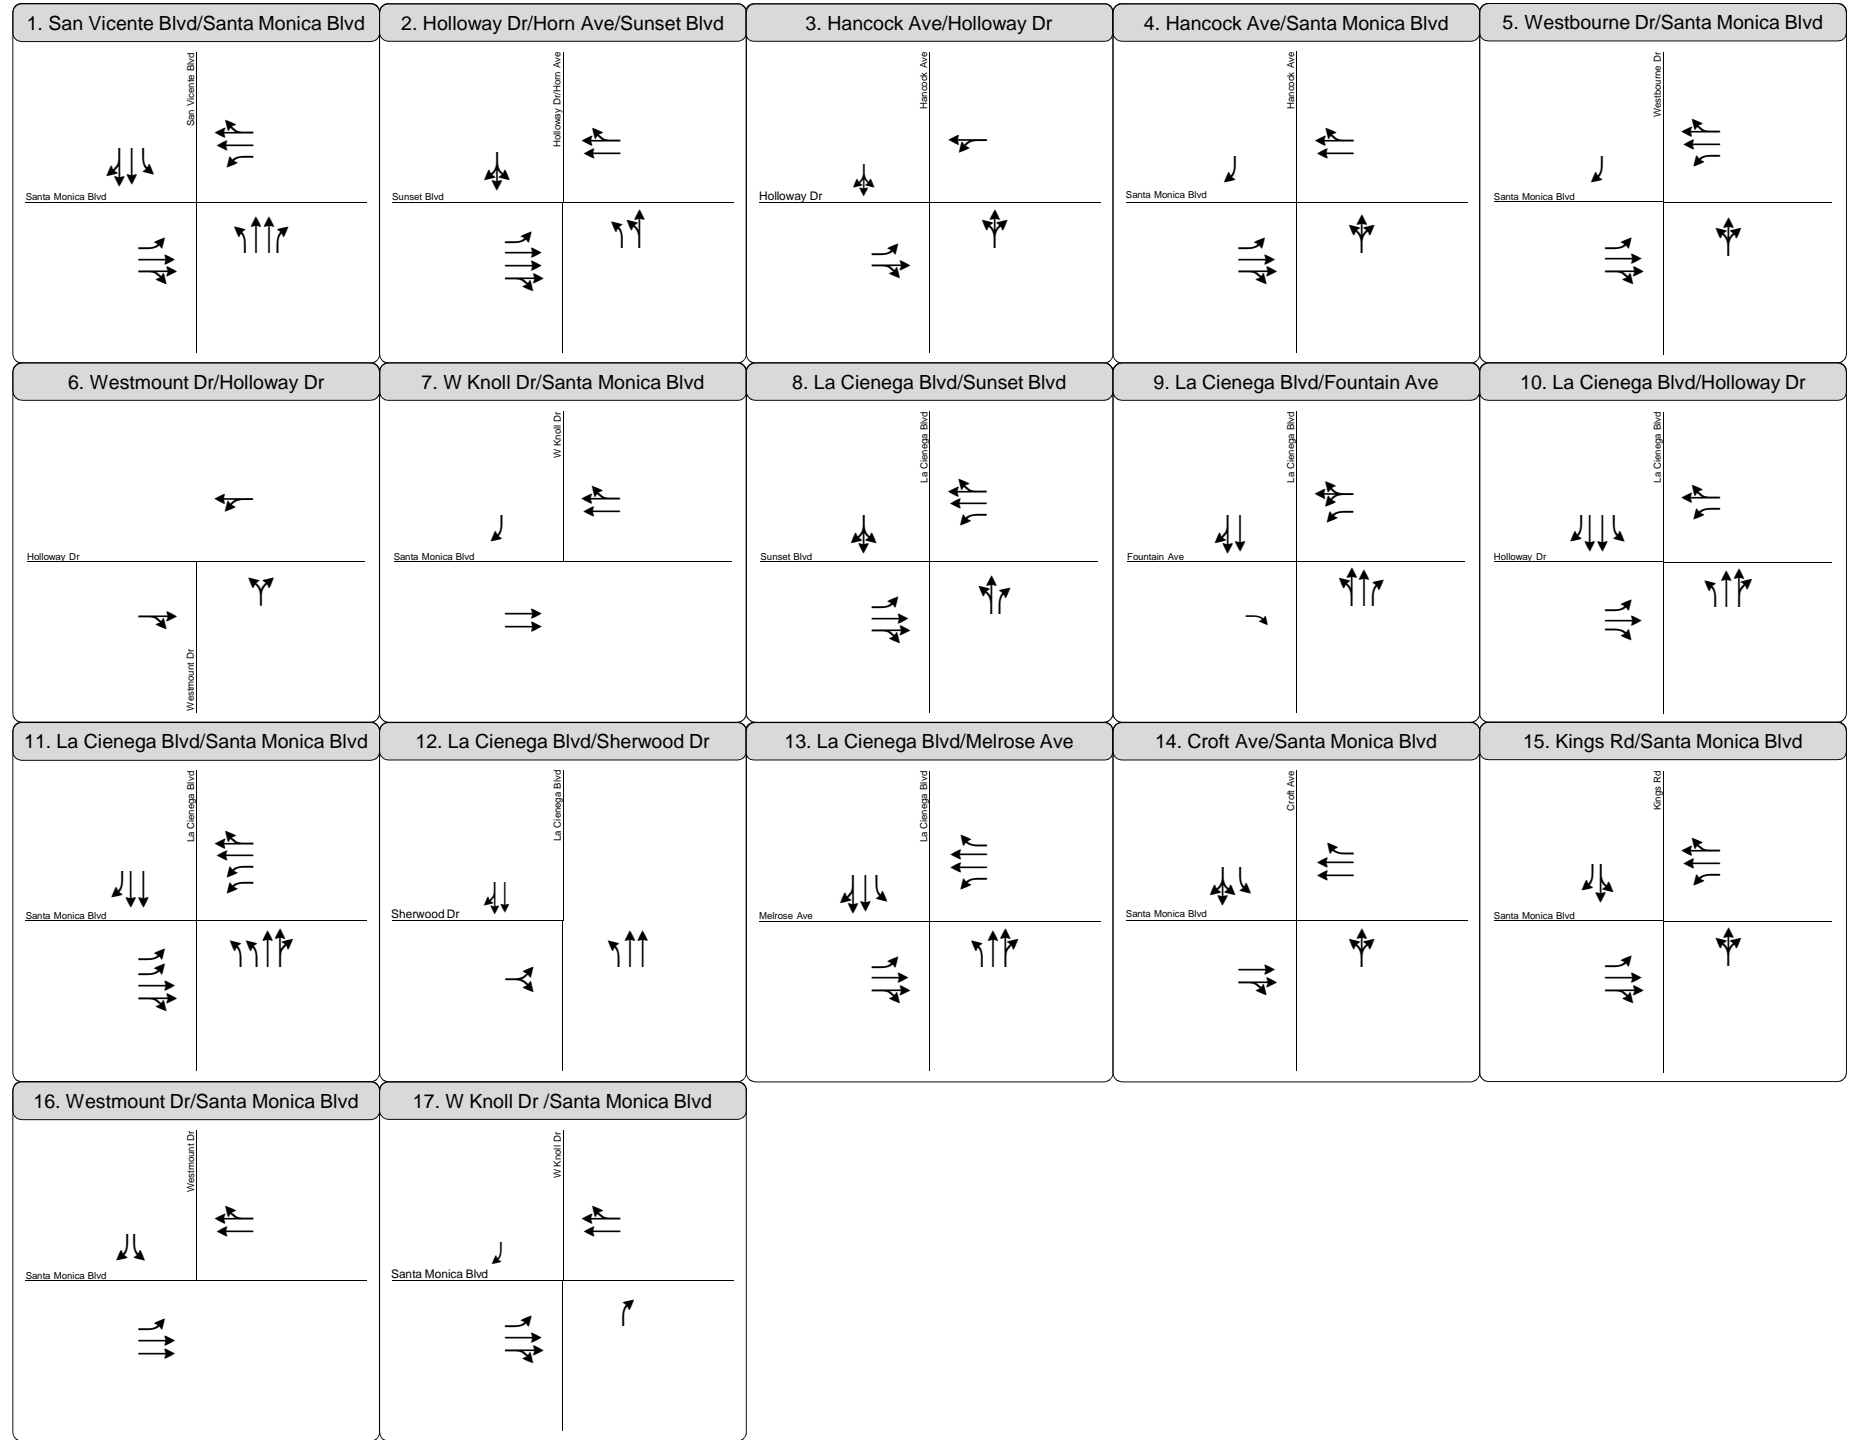 1. San Vicente Blvd/Santa Monica Blvd
San Vicente Blvd
Santa Monica Blvd
2. Holloway Dr/Horn Ave/Sunset Blvd
Holloway Dr/Horn Ave
Sunset Blvd
3. Hancock Ave/Holloway Dr
Hancock Ave
Holloway Dr
4. Hancock Ave/Santa Monica Blvd
Hancock Ave
Santa Monica Blvd
5. Westbourne Dr/Santa Monica Blvd
Westbourne Dr
Santa Monica Blvd
6. Westmount Dr/Holloway Dr
Holloway Dr
Westmount Dr
7. W Knoll Dr/Santa Monica Blvd
W Knoll Dr
Santa Monica Blvd
8. La Cienega Blvd/Sunset Blvd
La Cienega Blvd
Sunset Blvd
9. La Cienega Blvd/Fountain Ave
La Cienega Blvd
Fountain Ave
10. La Cienega Blvd/Holloway Dr
La Cienega Blvd
Holloway Dr
11. La Cienega Blvd/Santa Monica Blvd
La Cienega Blvd
Santa Monica Blvd
12. La Cienega Blvd/Sherwood Dr
La Cienega Blvd
Sherwood Dr
13. La Cienega Blvd/Melrose Ave
La Cienega Blvd
Melrose Ave
14. Croft Ave/Santa Monica Blvd
Croft Ave
Santa Monica Blvd
15. Kings Rd/Santa Monica Blvd
Kings Rd
Santa Monica Blvd
16. Westmount Dr/Santa Monica Blvd
Westmount Dr
Santa Monica Blvd
17. W Knoll Dr /Santa Monica Blvd
W Knoll Dr
Santa Monica Blvd